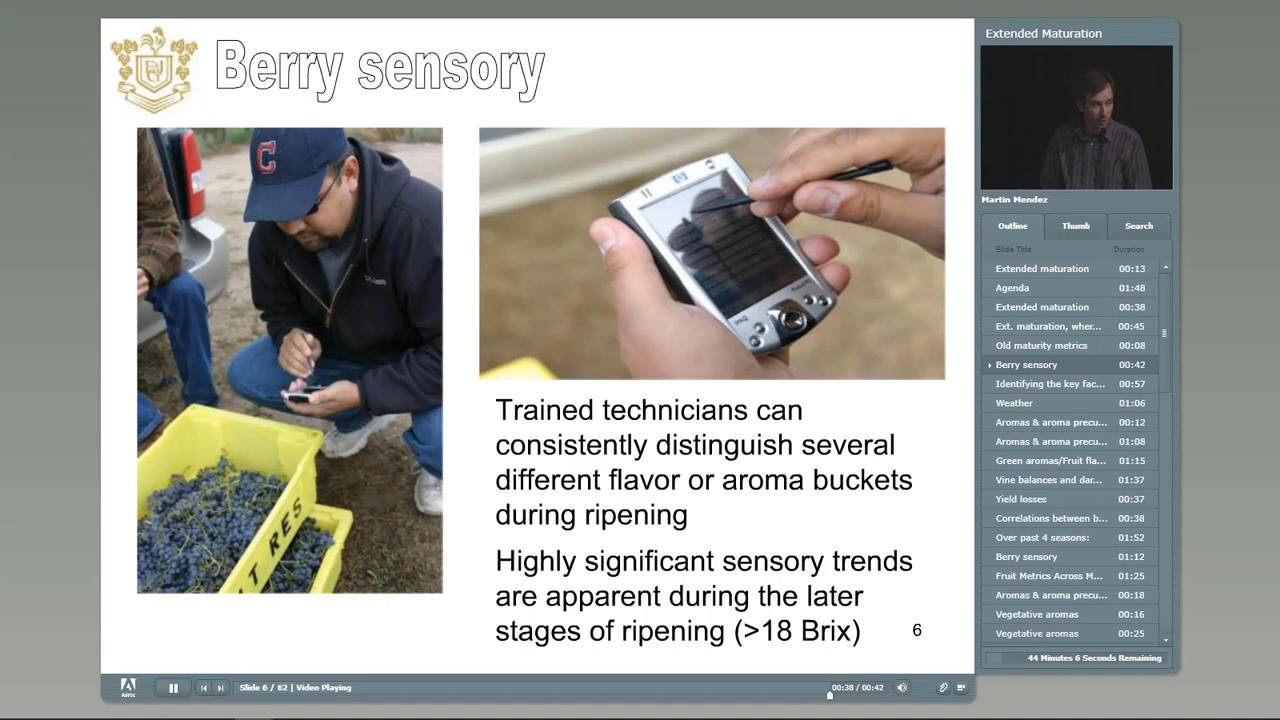 Berry sensory
C
T RES
Trained technicians can
consistently distinguish several
different flavor or aroma buckets
during ripening
Highly significant sensory trends
are apparent during the later
stages of ripening (>18 Brix)
6
Extended Maturation
Martin Mendez
Outline Thumb Search
Slide Title Duration
Extended maturation 00:13
Agenda 01:48
Extended maturation 00:38
Ext. maturation, wher... 00:45
Old maturity metrics 00:08
Berry sensory 00:42
Identifying the key fac... 00:57
Weather 01:06
Aromas & aroma precu... 00:12
Aromas & aroma precu... 01:08
Green aromas/Fruit fla... 01:15
Vine balances and dar... 01:37
Yield losses 00:37
Correlations between b... 00:38
Over past 4 seasons: 01:52
Berry sensory 01:12
Fruit Metrics Across M... 01:25
Aromas & aroma precu... 00:18
Vegetative aromas 00:16
Vegetative aromas 00:25
44 Minutes 6 Seconds Remaining
Adobe
Slide 6 / 62 | Video Playing
00:38 / 00:42